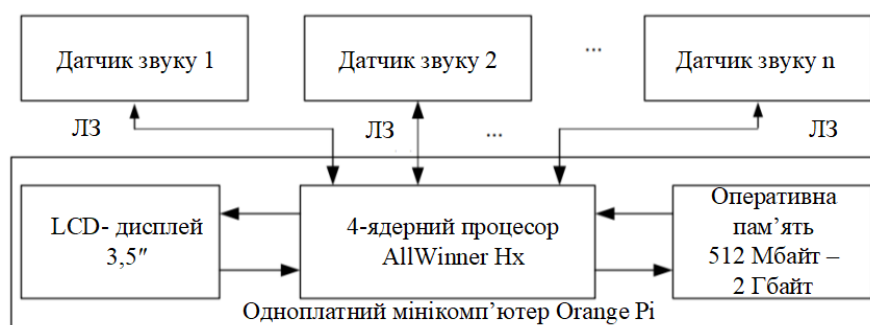 Датчик звуку 1
Датчик звуку 2
...
Датчик звуку n
ЛЗ
ЛЗ
...
ЛЗ
LCD- дисплей
3,5″
4-ядерний процесор
AllWinner Hx
Оперативна
пам’ять
512 Мбайт –
2 Гбайт
Одноплатний мінікомп’ютер Orange Pi